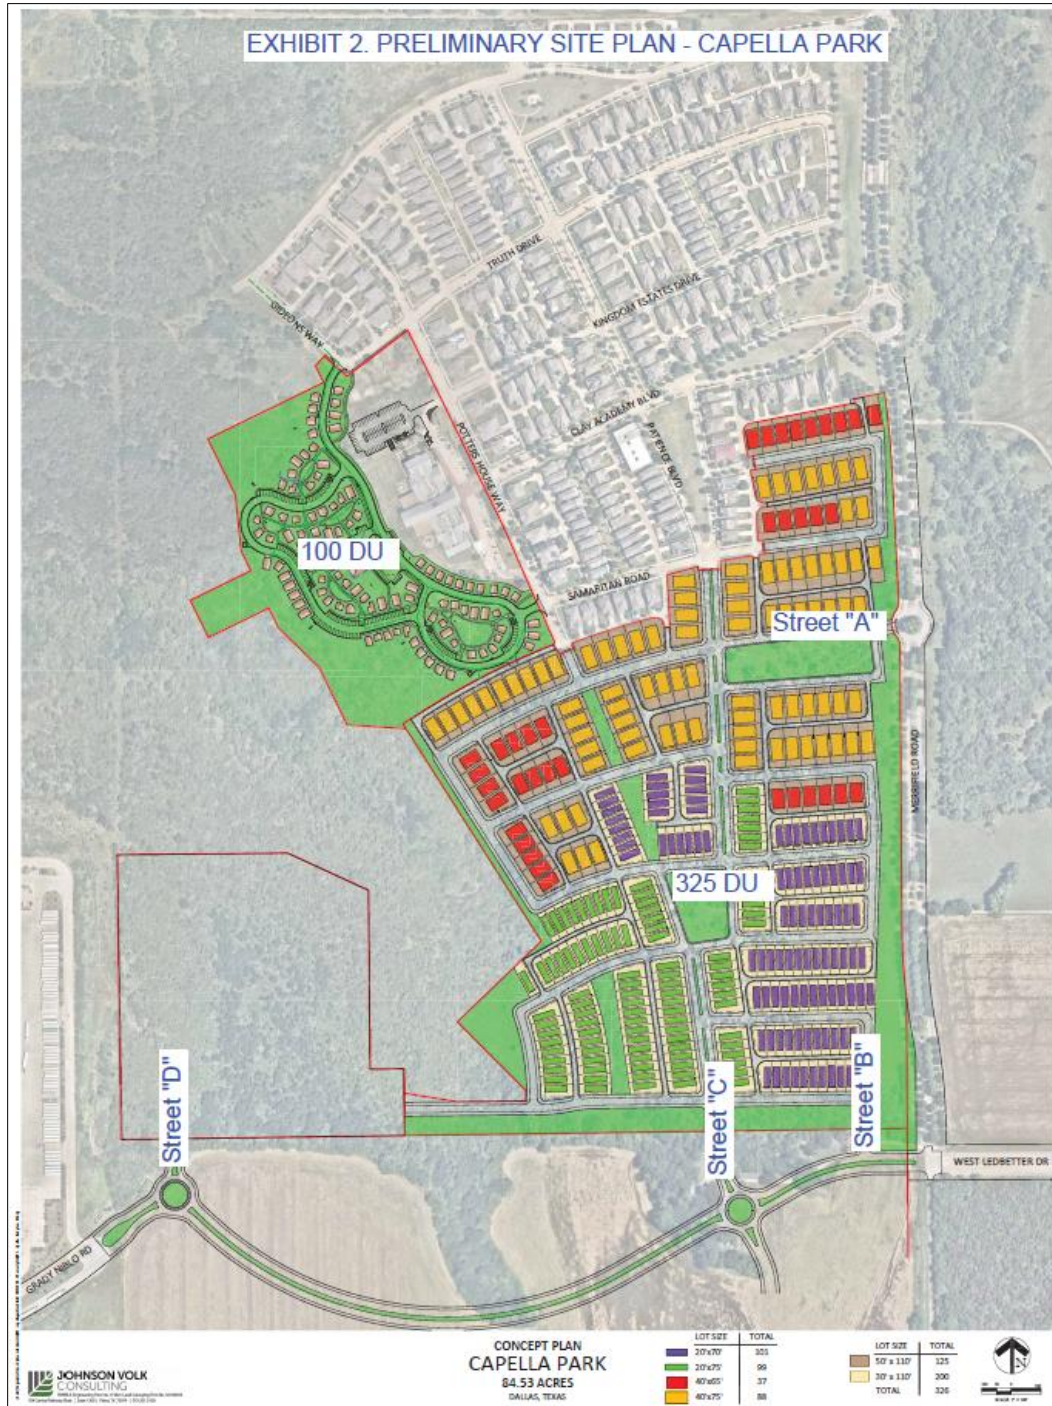 EXHIBIT 2. PRELIMINARY SITE PLAN - CAPELLA PARK
TRUTH DRIVE
KINGDOM ESTATES DRIVE
GIDEONS WAY
CLAY ACADEMY BLVD
POTTERS HOUSE WAY
PATIENCE BLVD
100 DU
SAMARITAN ROAD
Street "A"
MERRIFIELD ROAD
325 DU
Street "D"
Street "C"
Street "B"
WEST LEDBETTER DR
GRADY NIBLO RD
JOHNSON VOLK
CONSULTING
CONCEPT PLAN
CAPELLA PARK
84.53 ACRES
DALLAS, TEXAS
LOT SIZE TOTAL
20'x70' 101
20'x75' 99
40'x65' 37
40'x75' 88
LOT SIZE TOTAL
50' x 110' 125
30' x 110' 200
TOTAL 326
N